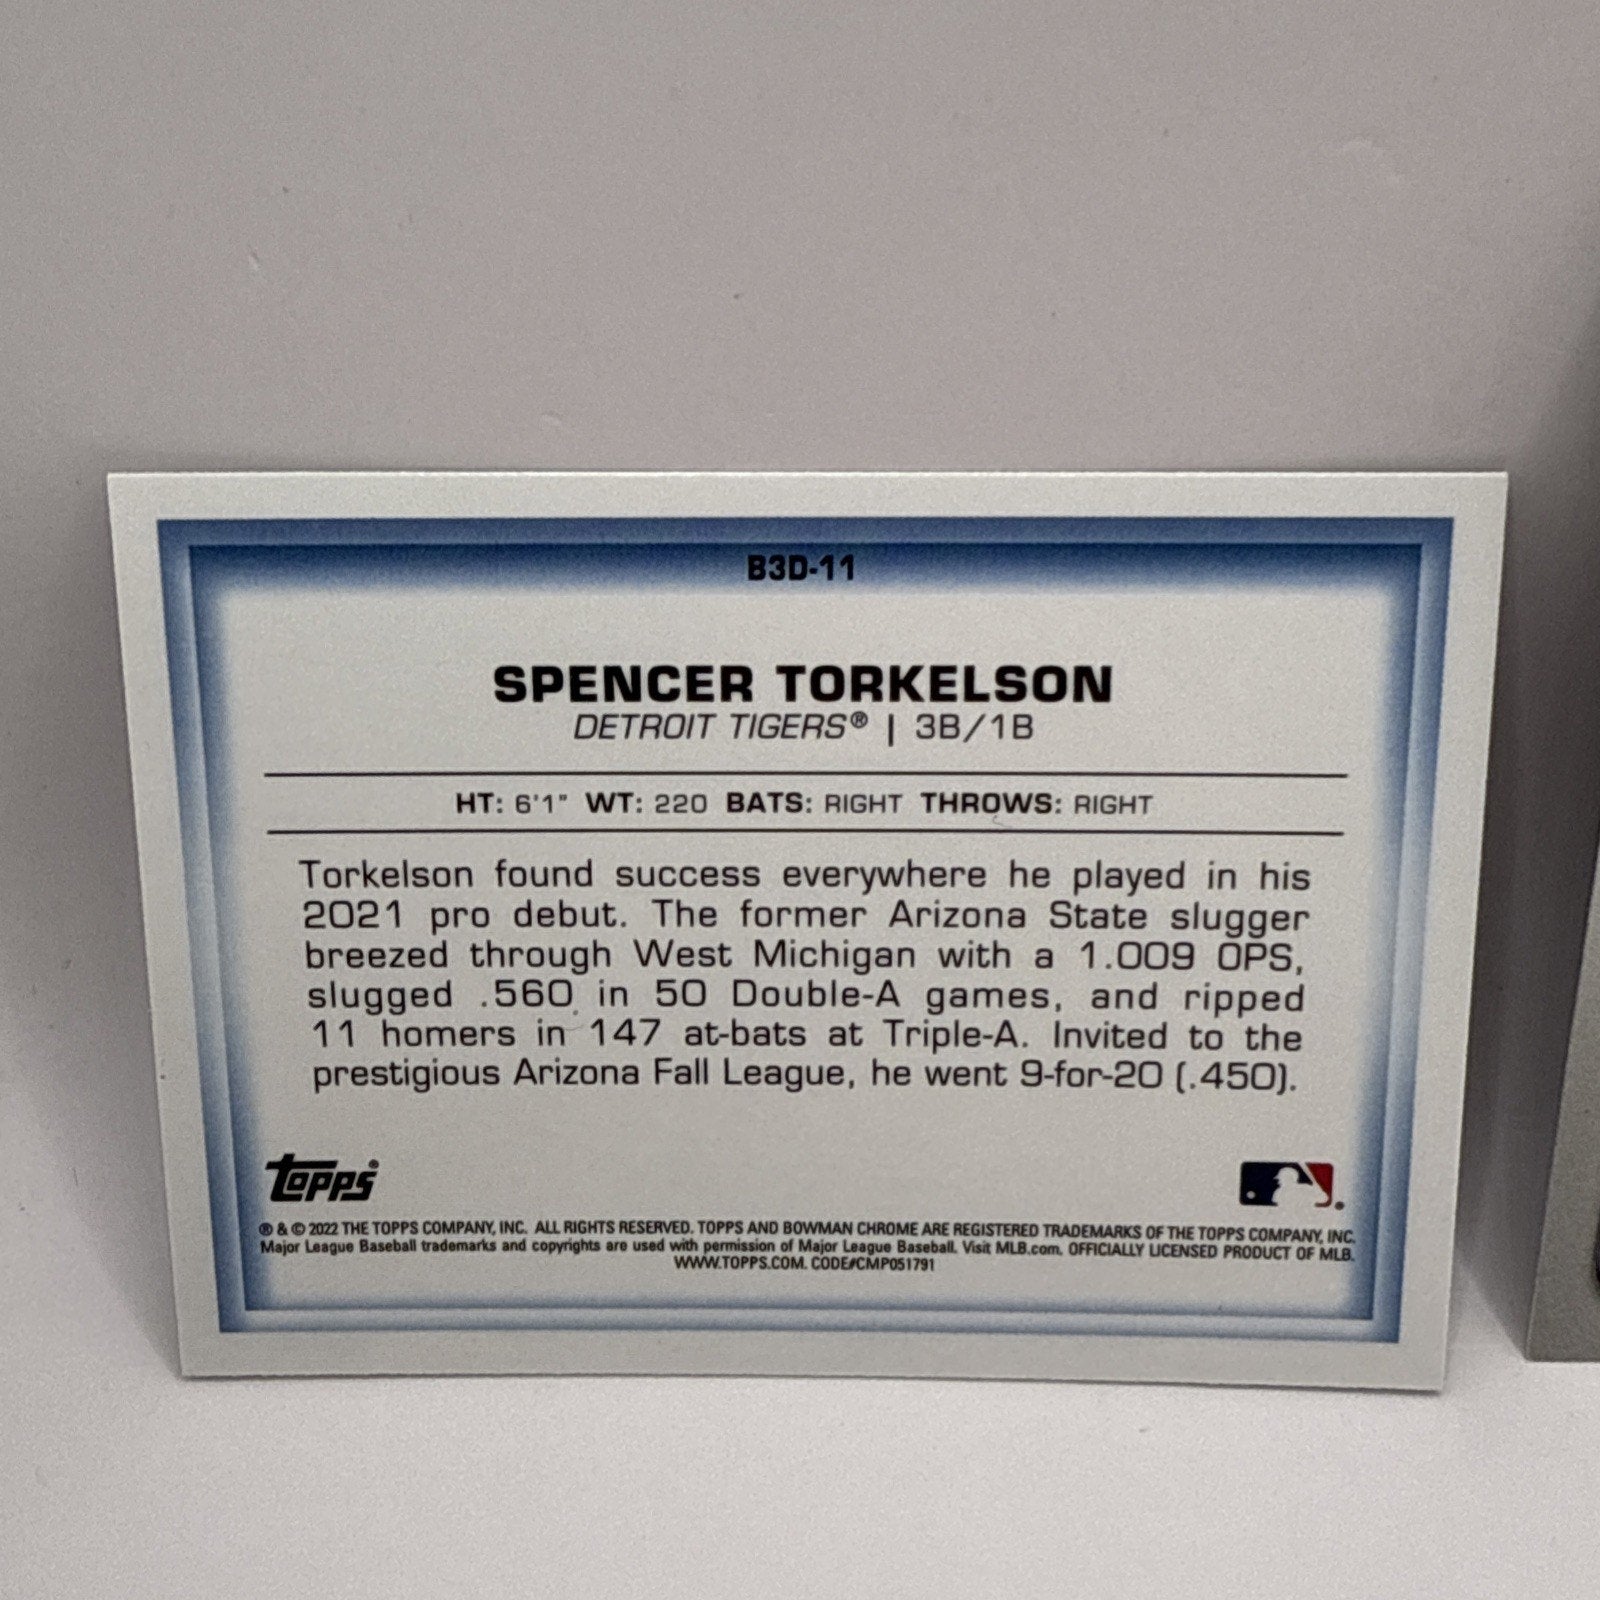 B3D-11
SPENCER TORKELSON
DETROIT TIGERS® | 3B/1B
HT: 6'1" WT: 220 BATS: RIGHT THROWS: RIGHT
Torkelson found success everywhere he played in his
2021 pro debut. The former Arizona State slugger
breezed through West Michigan with a 1.009 OPS,
slugged .560 in 50 Double-A games, and ripped
11 homers in 147 at-bats at Triple-A. Invited to the
prestigious Arizona Fall League, he went 9-for-20 (.450).
Topps®
® & © 2022 THE TOPPS COMPANY, INC. ALL RIGHTS RESERVED. TOPPS AND BOWMAN CHROME ARE REGISTERED TRADEMARKS OF THE TOPPS COMPANY, INC.
Major League Baseball trademarks and copyrights are used with permission of Major League Baseball. Visit MLB.com. OFFICIALLY LICENSED PRODUCT OF MLB.
WWW.TOPPS.COM. CODE#CMP051791